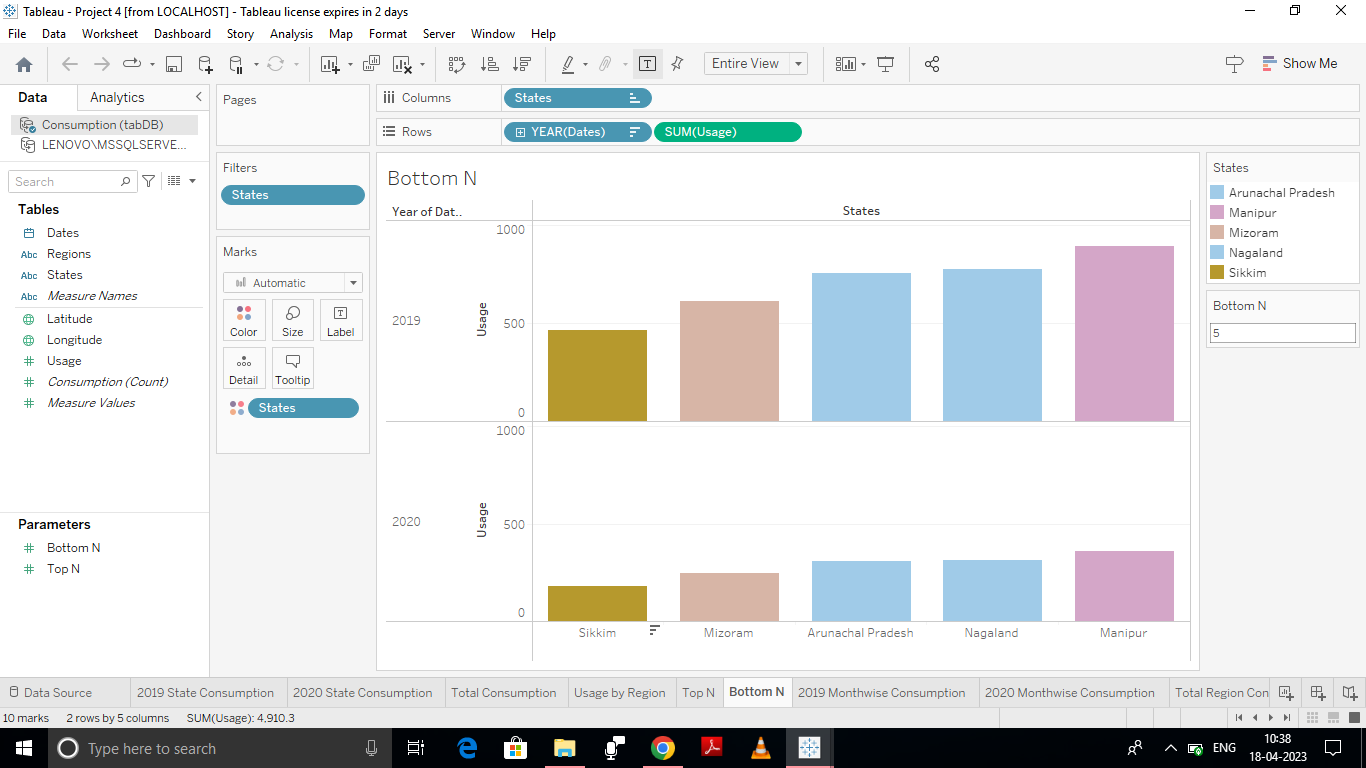 Tableau - Project 4 [from LOCALHOST] - Tableau license expires in 2 days
File Data Worksheet Dashboard Story Analysis Map Format Server Window Help
Entire View
Show Me
Data Analytics
Consumption (tabDB)
LENOVO\MSSQLSERVE...
Search
Tables
Dates
Abc Regions
Abc States
Abc Measure Names
Latitude
Longitude
Usage
Consumption (Count)
Measure Values
Parameters
Bottom N
Top N
Pages
Filters
States
Marks
Automatic
Color Size Label
Detail Tooltip
States
Columns States
Rows YEAR(Dates) SUM(Usage)
Bottom N
Year of Dat.. States
2019
Usage
1000
500
0
2020
Usage
1000
500
0
Sikkim Mizoram Arunachal Pradesh Nagaland Manipur
States
Arunachal Pradesh
Manipur
Mizoram
Nagaland
Sikkim
Bottom N
5
Data Source 2019 State Consumption 2020 State Consumption Total Consumption Usage by Region Top N Bottom N 2019 Monthwise Consumption 2020 Monthwise Consumption Total Region Con
10 marks 2 rows by 5 columns SUM(Usage): 4,910.3
Type here to search
ENG
10:38
18-04-2023